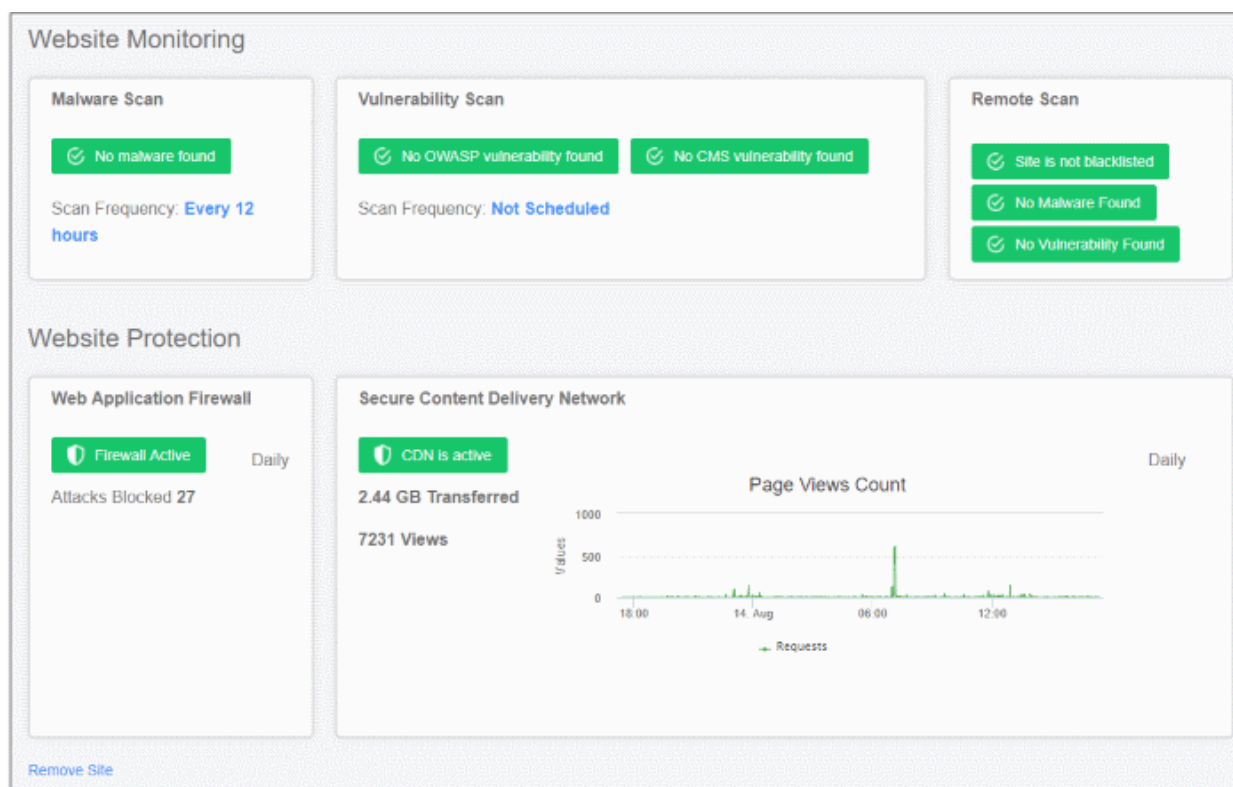 Website Monitoring
Malware Scan
No malware found
Scan Frequency: Every 12
hours
Vulnerability Scan
No OWASP vulnerability found
No CMS vulnerability found
Scan Frequency: Not Scheduled
Remote Scan
Site is not blacklisted
No Malware Found
No Vulnerability Found
Website Protection
Web Application Firewall
Firewall Active
Daily
Attacks Blocked 27
Secure Content Delivery Network
CDN is active
Daily
2.44 GB Transferred
7231 Views
Page Views Count
Values
1000
500
0
18:00 14. Aug 06:00 12:00
Requests
Remove Site